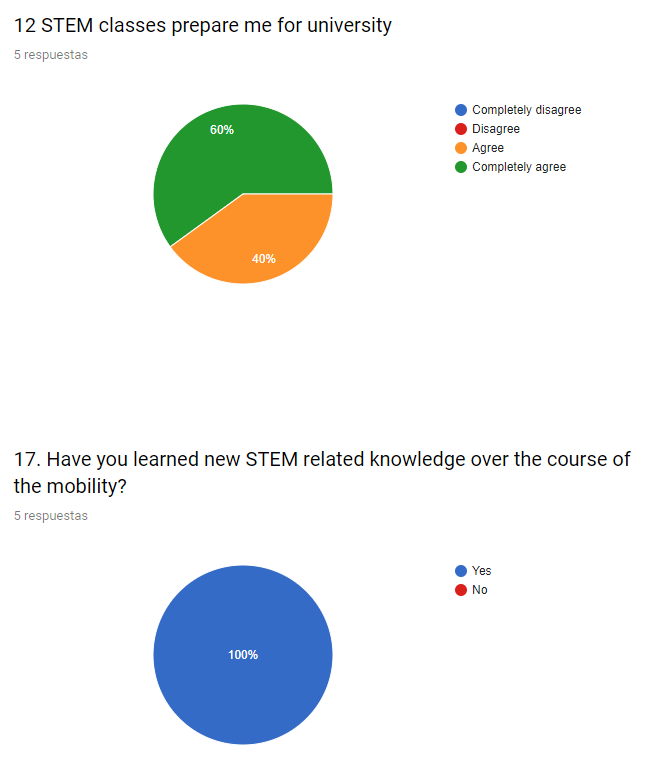 12 STEM classes prepare me for university
5 respuestas
Completely disagree
Disagree
Agree
Completely agree
60%
40%
17. Have you learned new STEM related knowledge over the course of
the mobility?
5 respuestas
Yes
No
100%